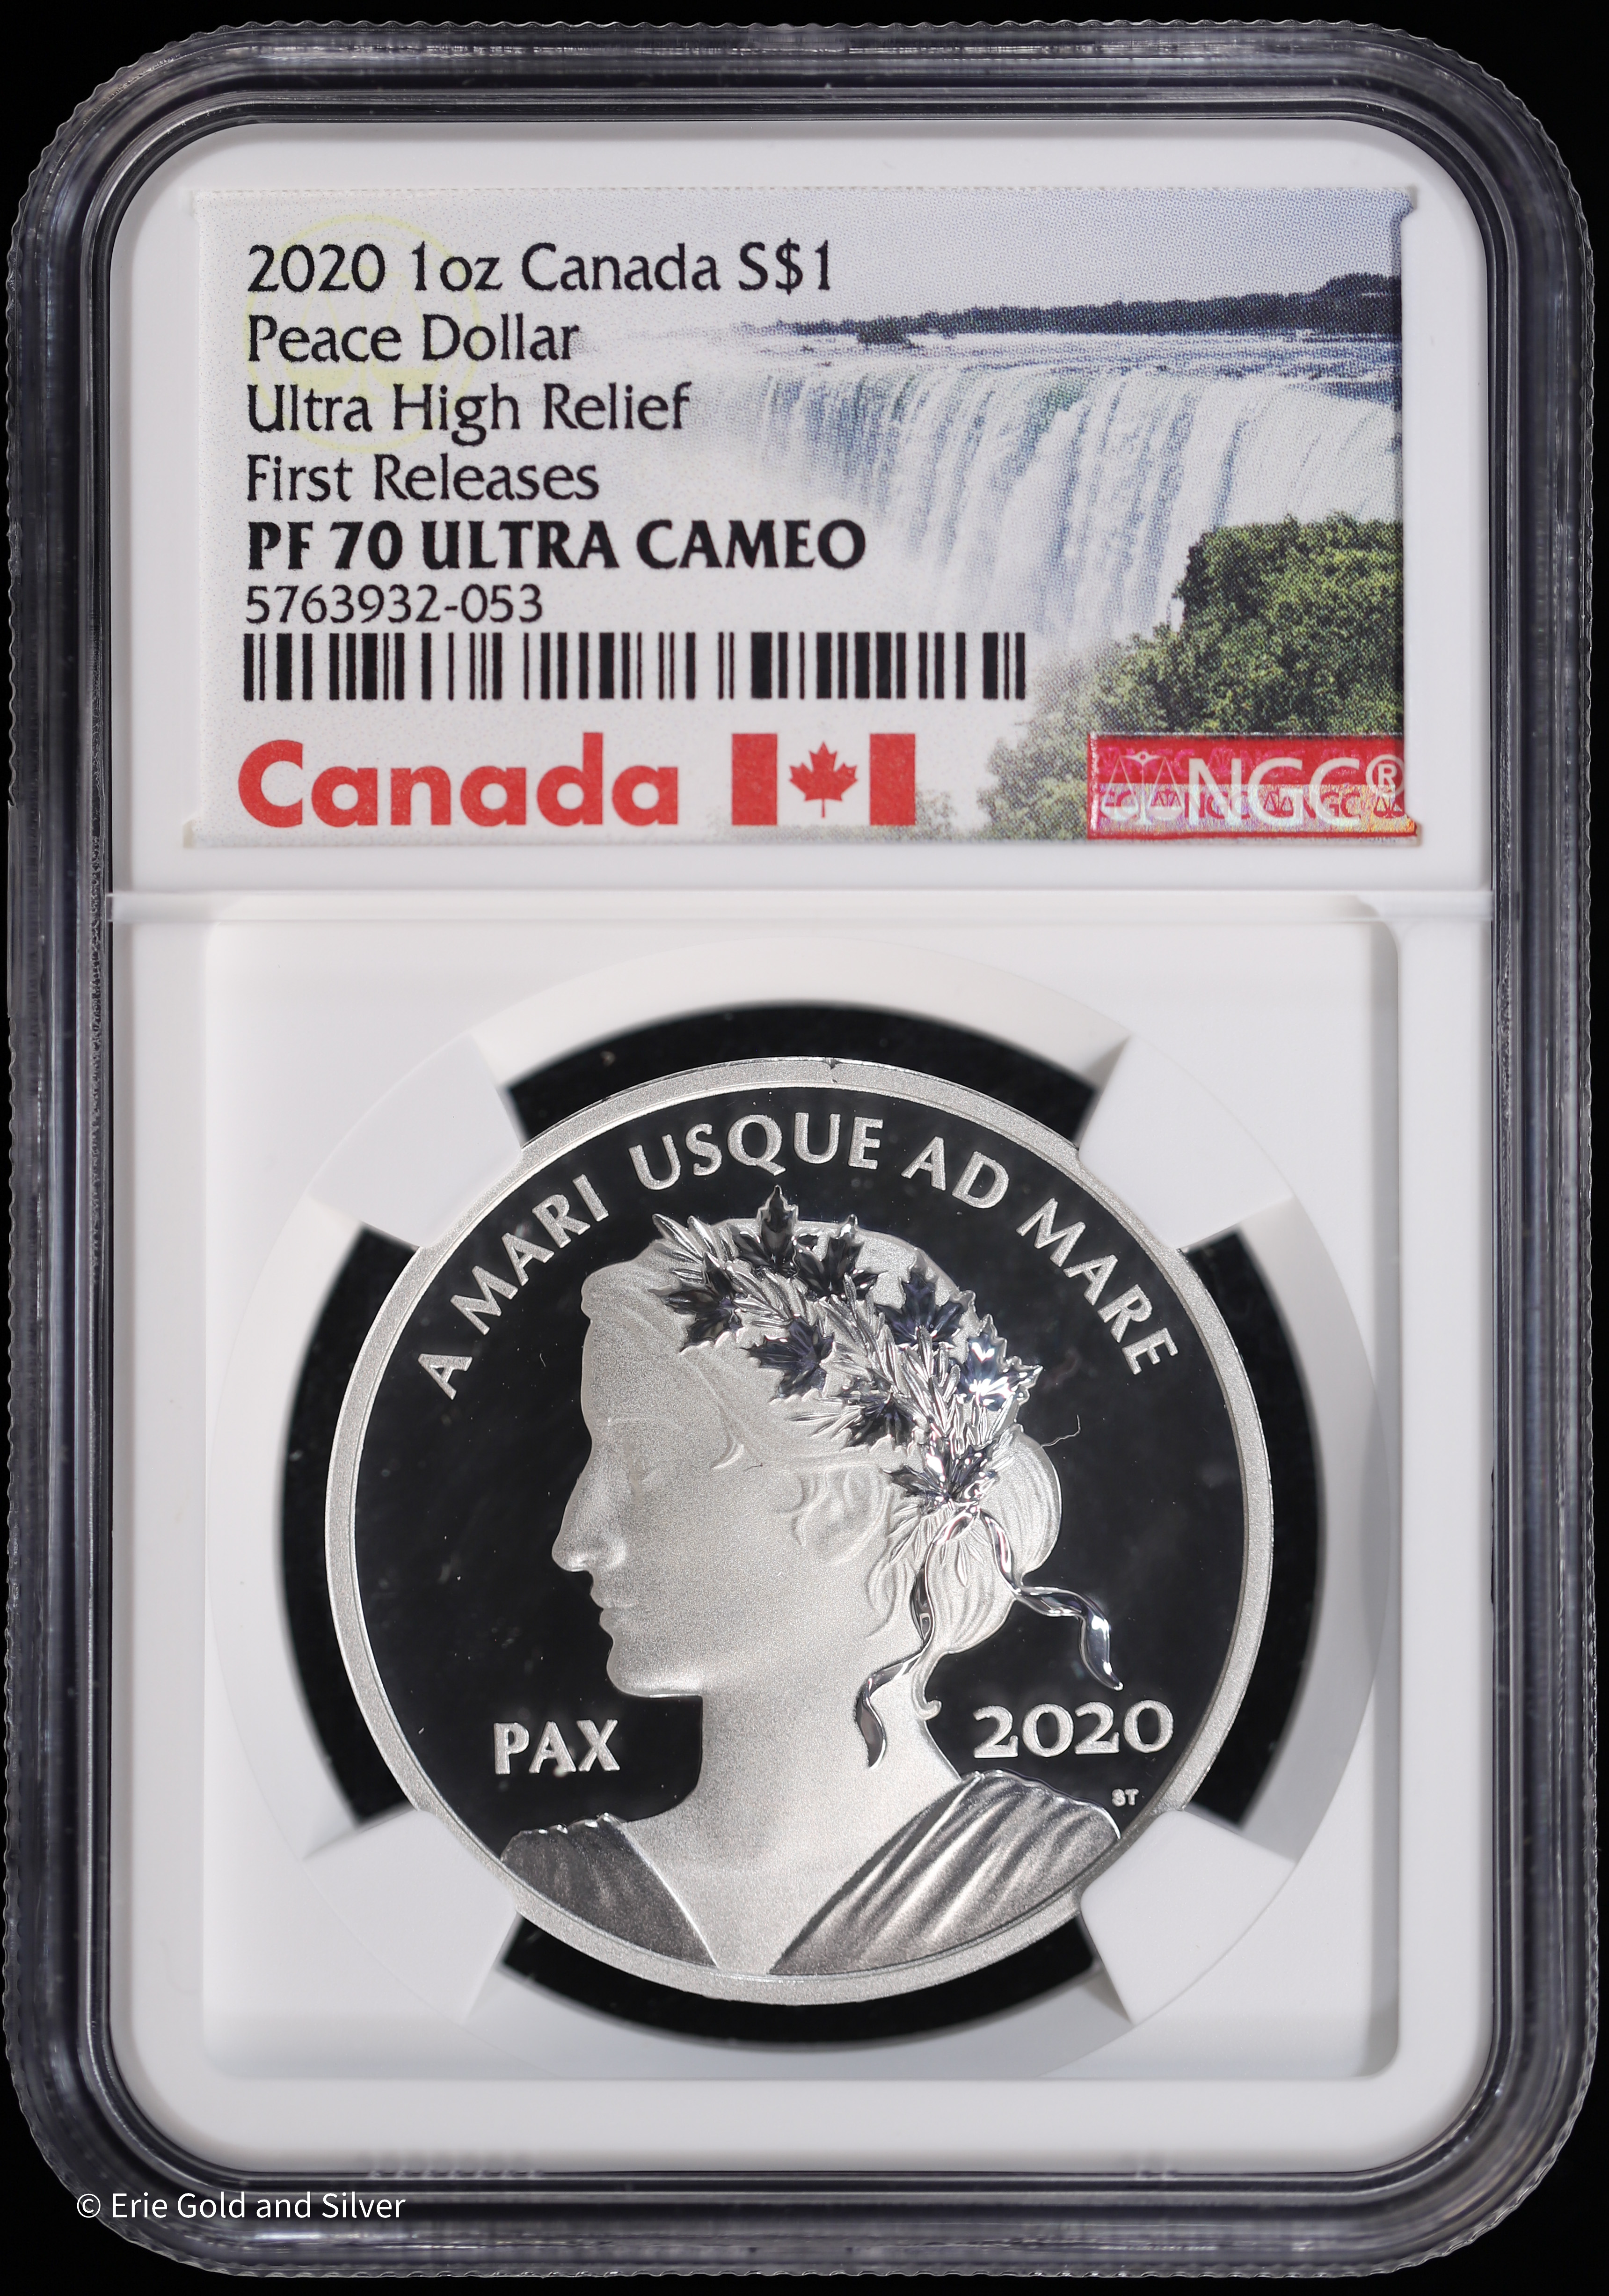 2020 1oz Canada S$1
Peace Dollar
Ultra High Relief
First Releases
PF 70 ULTRA CAMEO
5763932-053
Canada
NGC®
A MARI USQUE AD MARE
PAX
2020
ST
© Erie Gold and Silver